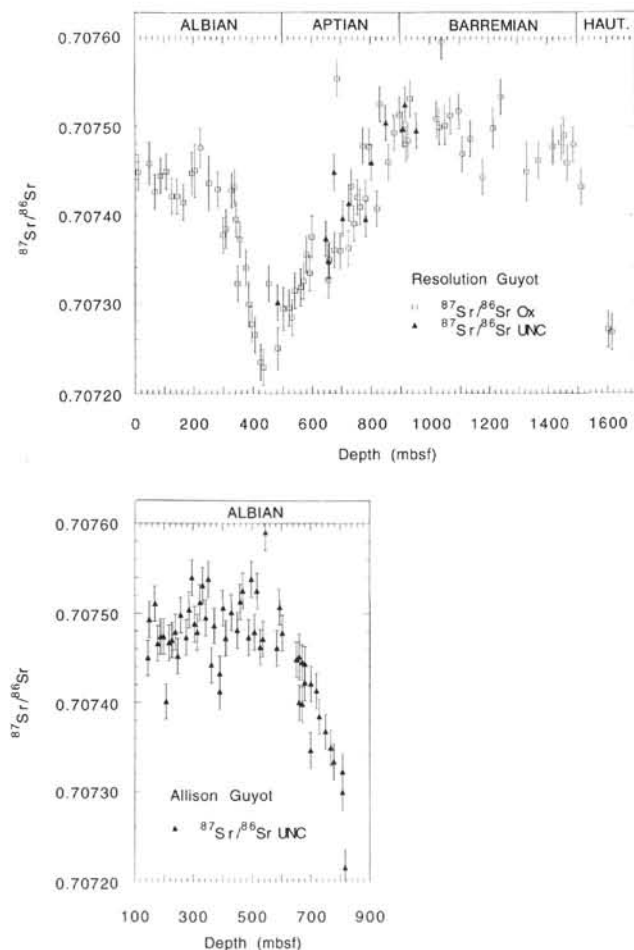 ALBIAN APTIAN BARREMIAN HAUT.
0.70760
0.70750
0.70740
0.70730
0.70720
⁸⁷Sr/⁸⁶Sr
Resolution Guyot
⁸⁷Sr/⁸⁶Sr Ox
⁸⁷Sr/⁸⁶Sr UNC
0 200 400 600 800 1000 1200 1400 1600
Depth (mbsf)
ALBIAN
0.70760
0.70750
0.70740
0.70730
0.70720
⁸⁷Sr/⁸⁶Sr
Allison Guyot
⁸⁷Sr/⁸⁶Sr UNC
100 300 500 700 900
Depth (mbsf)